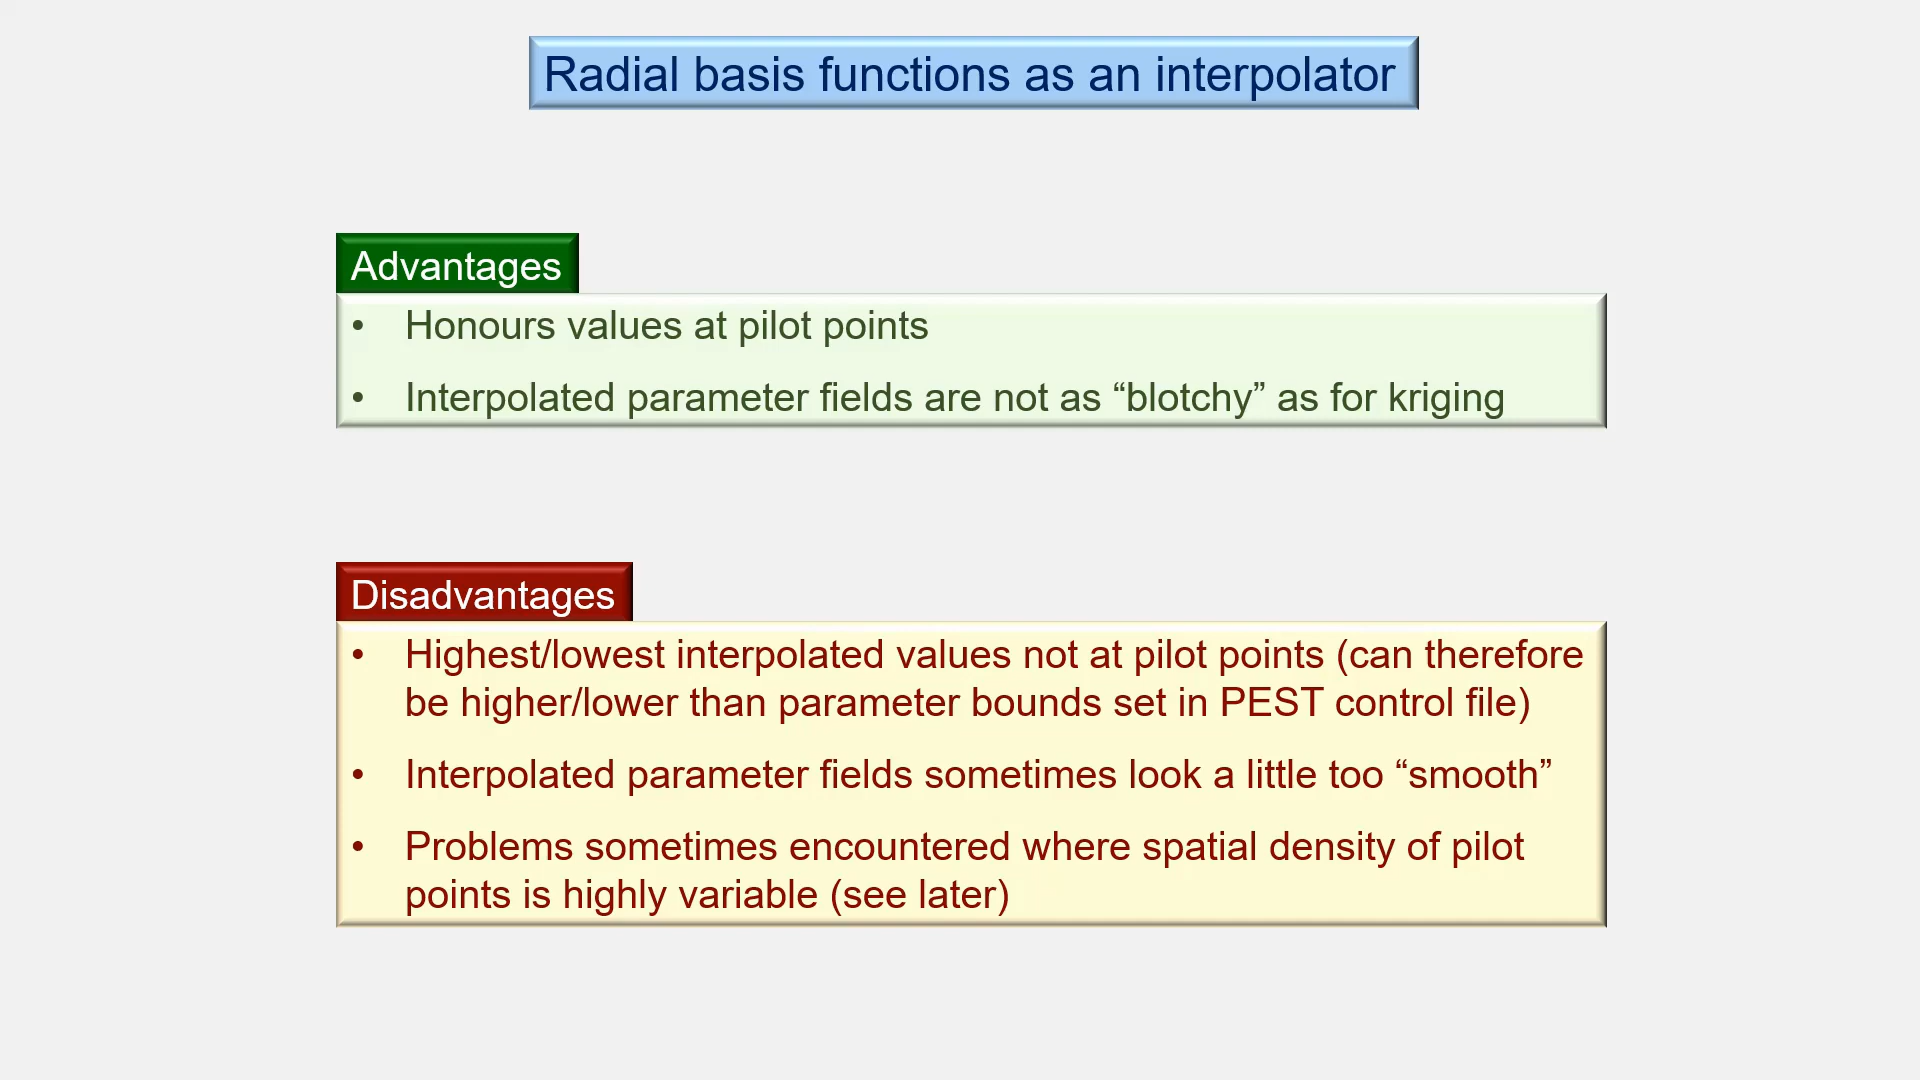 Radial basis functions as an interpolator
Advantages
• Honours values at pilot points
• Interpolated parameter fields are not as “blotchy” as for kriging
Disadvantages
• Highest/lowest interpolated values not at pilot points (can therefore
be higher/lower than parameter bounds set in PEST control file)
• Interpolated parameter fields sometimes look a little too “smooth”
• Problems sometimes encountered where spatial density of pilot
points is highly variable (see later)